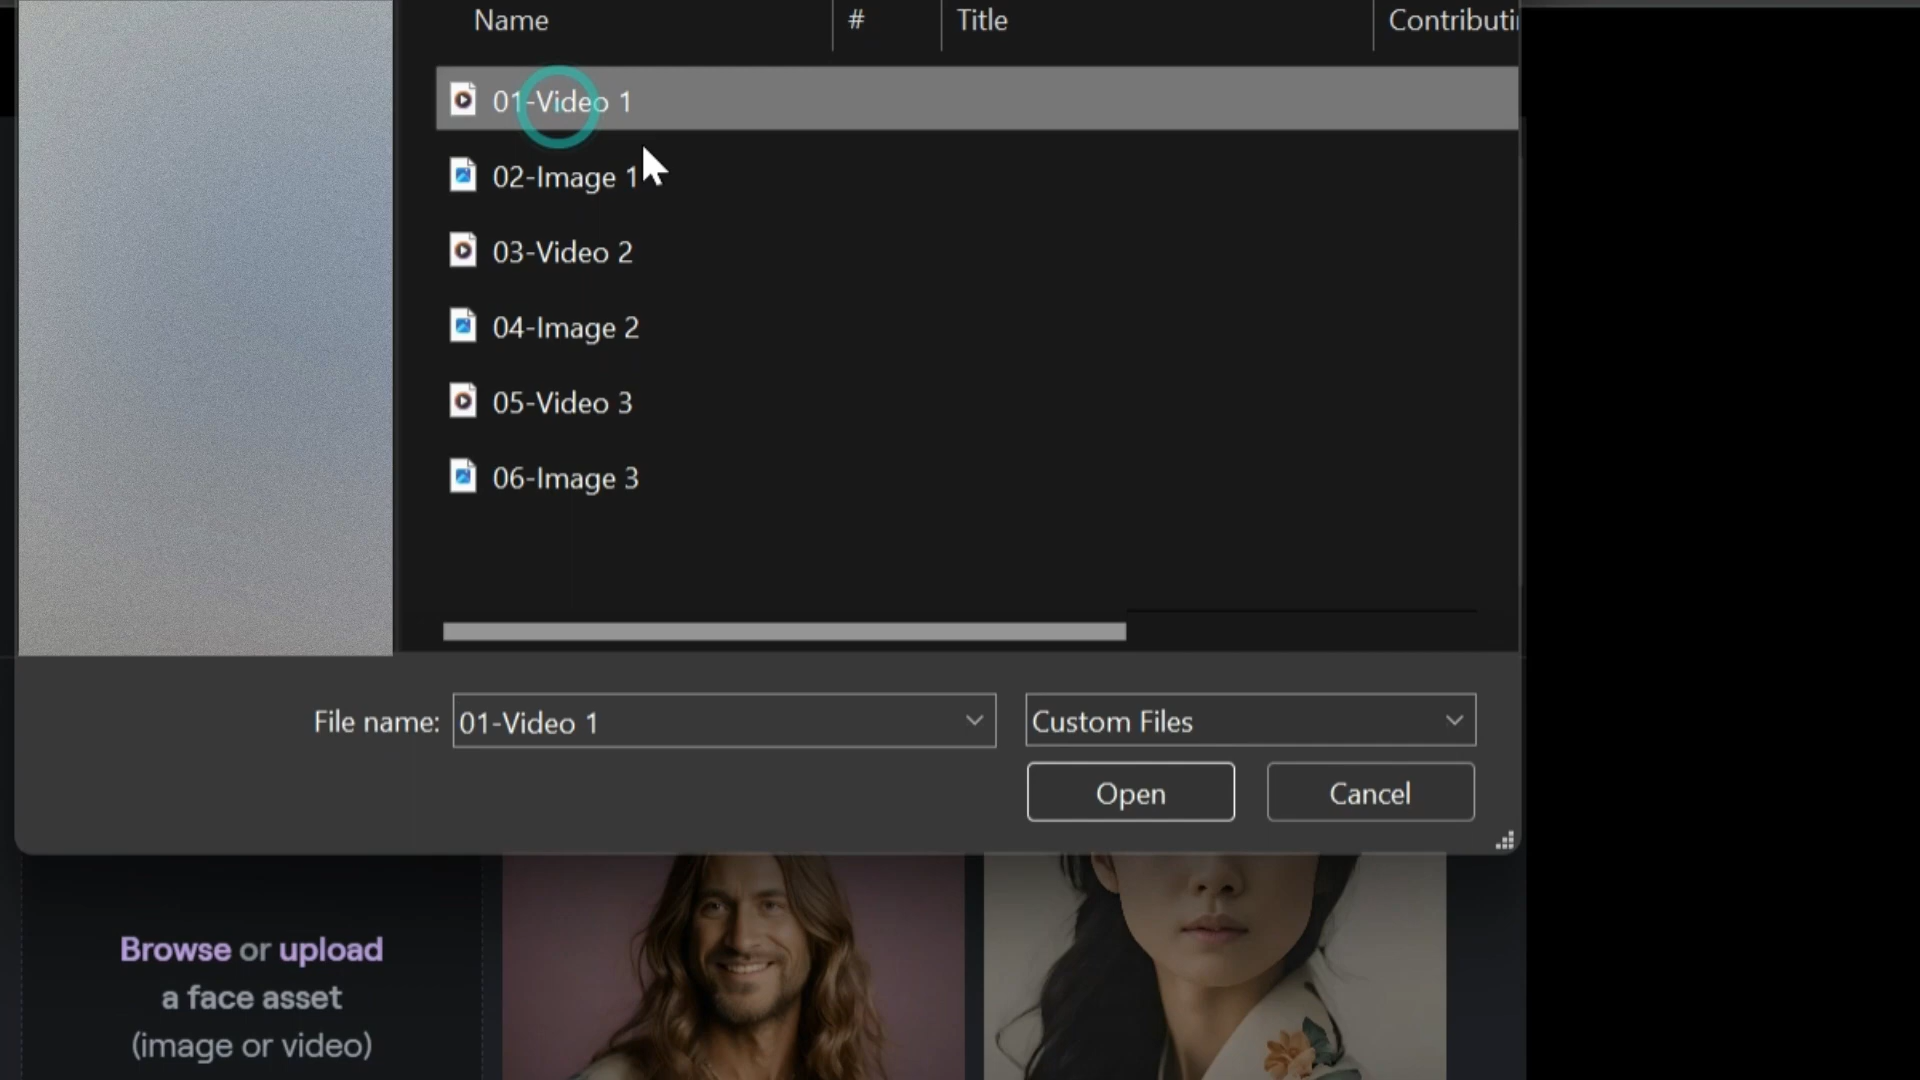 Name
#
Title
Contributi
01-Video 1
02-Image 1
03-Video 2
04-Image 2
05-Video 3
06-Image 3
File name:
01-Video 1
Custom Files
Open
Cancel
Browse or upload
a face asset
(image or video)